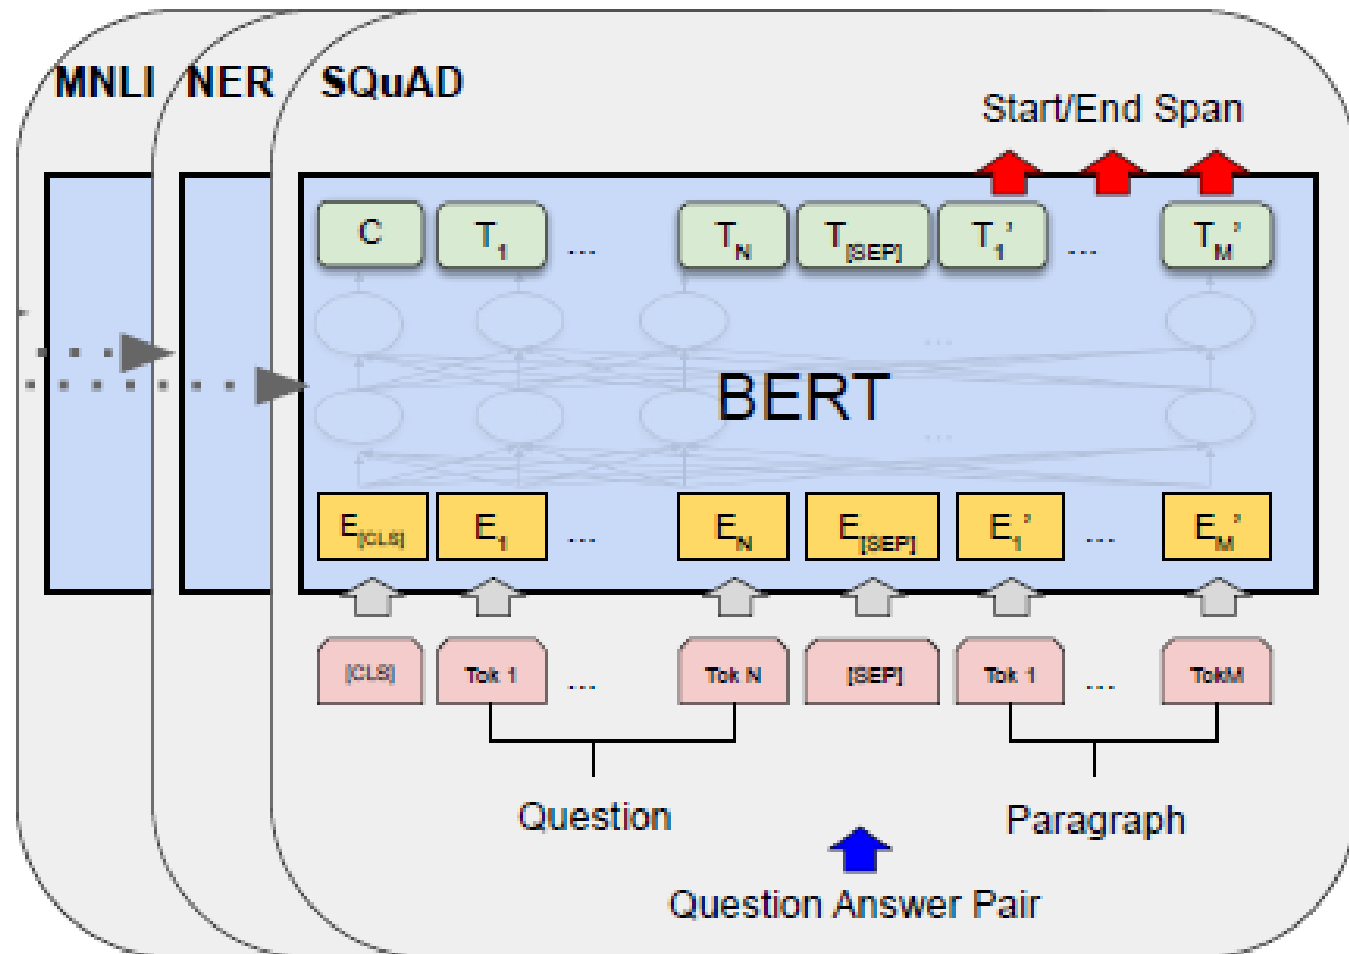 MNLI NER SQuAD
Start/End Span
C T1 ... TN T[SEP] T1' ... TM'
...
BERT
...
E[CLS] E1 ... EN E[SEP] E1' ... EM'
[CLS] Tok 1 ... Tok N [SEP] Tok 1 ... TokM
Question Paragraph
Question Answer Pair